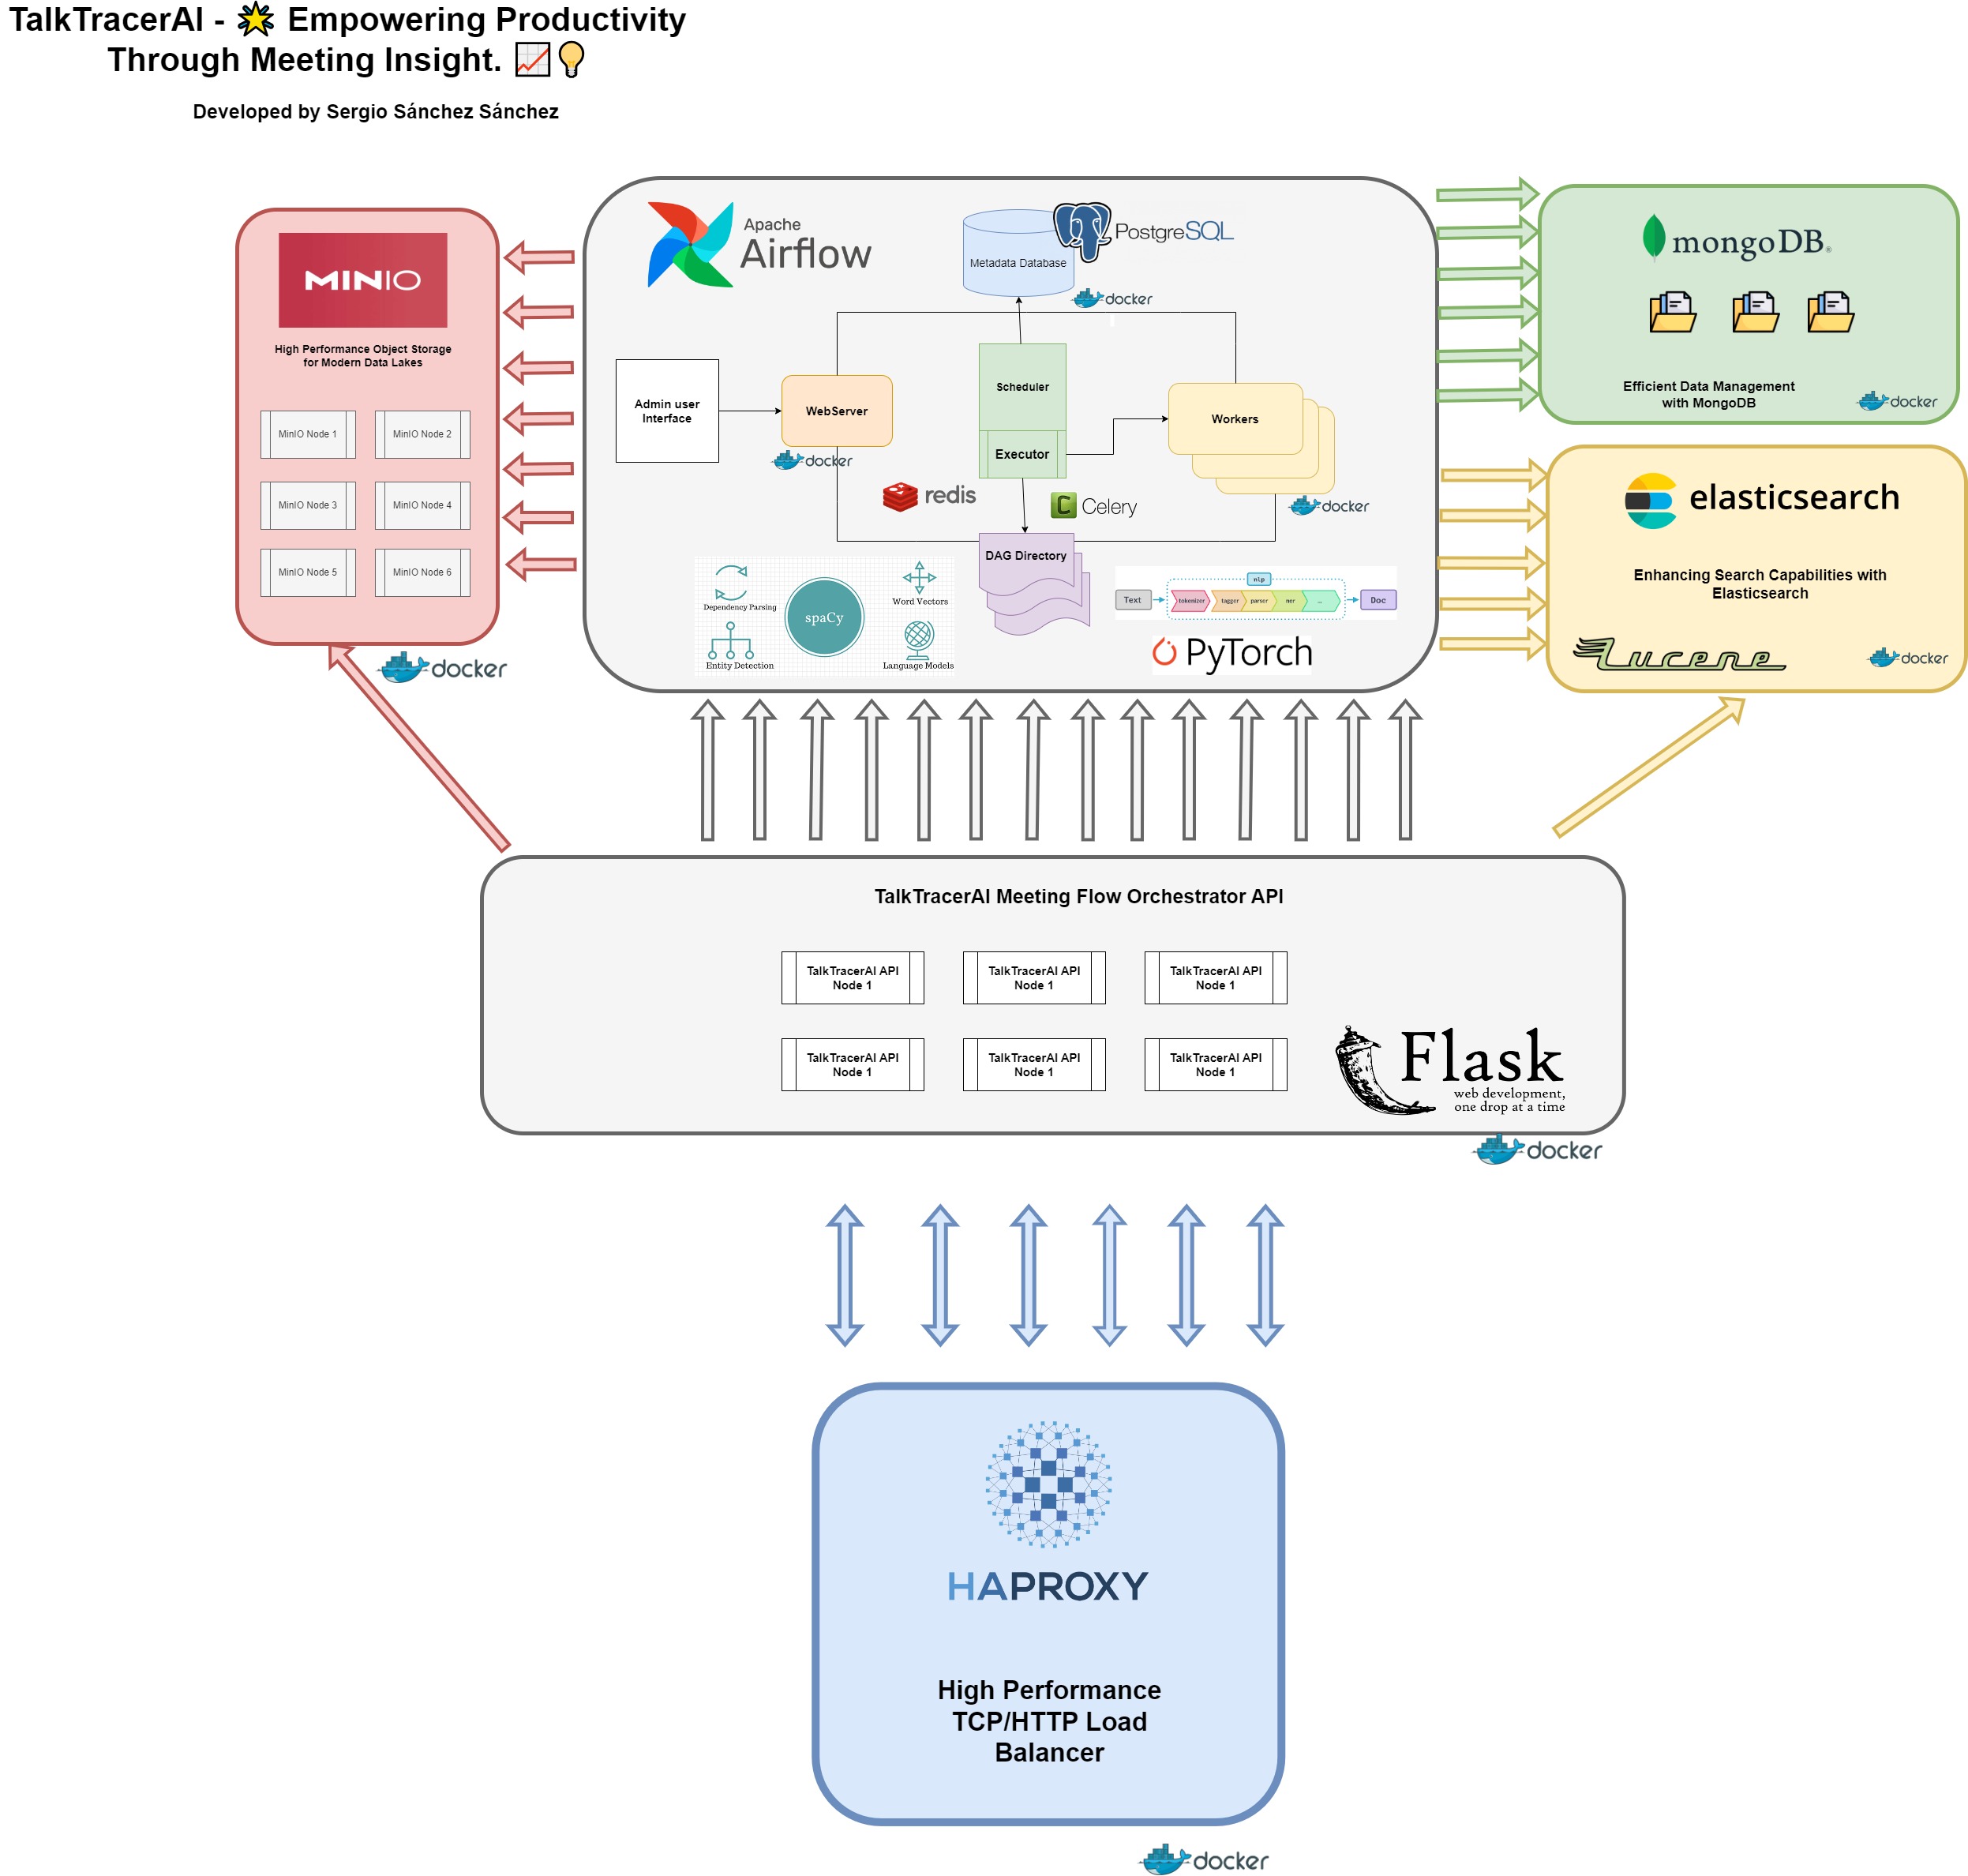 TalkTracerAI - 🌟 Empowering Productivity
Through Meeting Insight. 📈💡
Developed by Sergio Sánchez Sánchez
MINIO
High Performance Object Storage
for Modern Data Lakes
MinIO Node 1
MinIO Node 2
MinIO Node 3
MinIO Node 4
MinIO Node 5
MinIO Node 6
docker
Apache
Airflow
PostgreSQL
Metadata Database
docker
Admin user
Interface
WebServer
docker
Scheduler
Executor
Workers
docker
redis
Celery
DAG Directory
Dependency Parsing
Word Vectors
spaCy
Entity Detection
Language Models
nlp
Text
tokenizer
tagger
parser
ner
...
Doc
PyTorch
mongoDB®
Efficient Data Management
with MongoDB
docker
elasticsearch
Enhancing Search Capabilities with
Elasticsearch
Lucene
docker
TalkTracerAI Meeting Flow Orchestrator API
TalkTracerAI API
Node 1
TalkTracerAI API
Node 1
TalkTracerAI API
Node 1
TalkTracerAI API
Node 1
TalkTracerAI API
Node 1
TalkTracerAI API
Node 1
Flask
web development,
one drop at a time
docker
HAPROXY
High Performance
TCP/HTTP Load
Balancer
docker